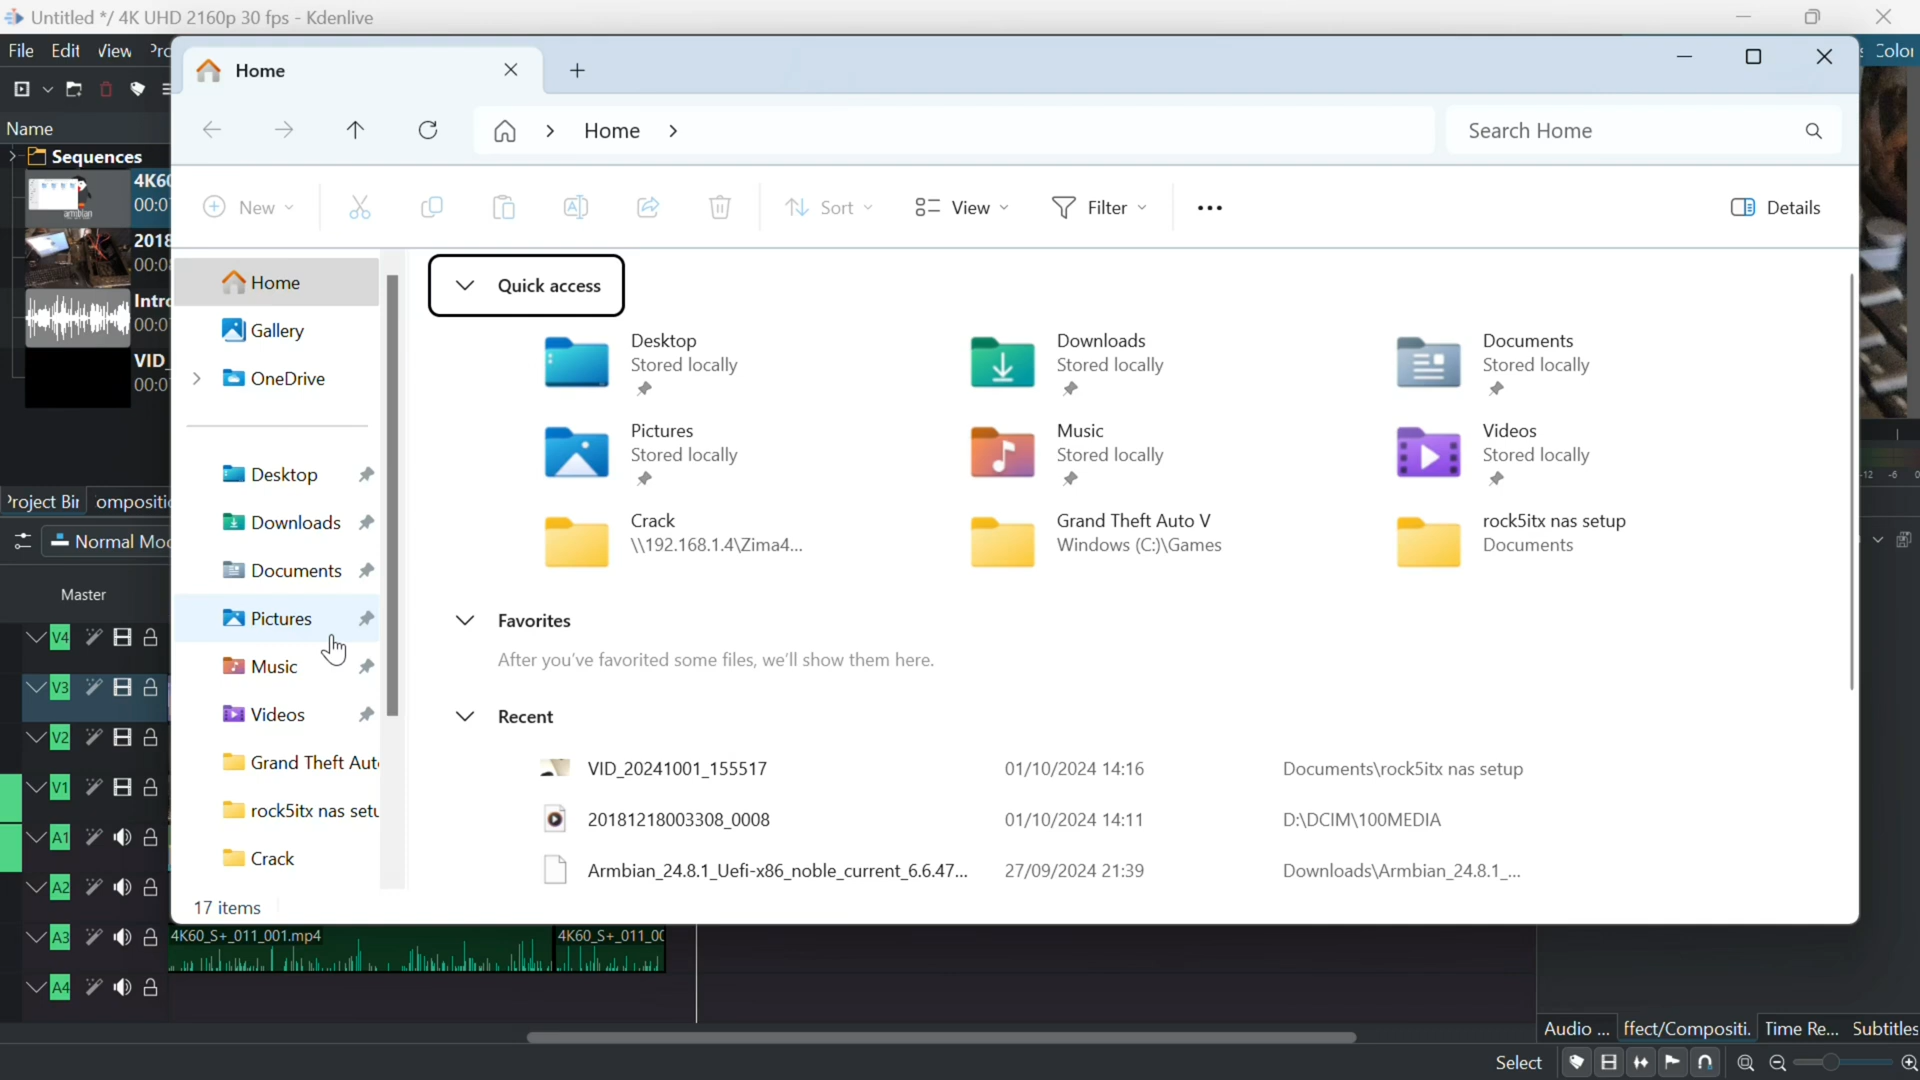 Untitled */ 4K UHD 2160p 30 fps - Kdenlive
File Edit View Color
Home
Home
Search Home
New
Sort
View
Filter
Details
Name
Sequences
4K60
00:0
2018
00:0
Intro
00:0
VID_
00:0
Project Bin
Normal
Master
V4
V3
V2
V1
A1
A2
A3
A4
Home
Gallery
OneDrive
Desktop
Downloads
Documents
Pictures
Music
Videos
Grand Theft Aut
rock5itx nas setu
Crack
17 items
Quick access
Desktop
Stored locally
Downloads
Stored locally
Documents
Stored locally
Pictures
Stored locally
Music
Stored locally
Videos
Stored locally
Crack
\\192.168.1.4\Zima4...
Grand Theft Auto V
Windows (C:)\Games
rock5itx nas setup
Documents
Favorites
After you've favorited some files, we'll show them here.
Recent
VID_20241001_155517 01/10/2024 14:16 Documents\rock5itx nas setup
20181218003308_0008 01/10/2024 14:11 D:\DCIM\100MEDIA
Armbian_24.8.1_Uefi-x86_noble_current_6.6.47... 27/09/2024 21:39 Downloads\Armbian_24.8.1_...
-12 -6 0
4K60_S+_011_001.mp4 4K60_S+_011_00
Audio ... ffect/Compositi. Time Re... Subtitles
Select